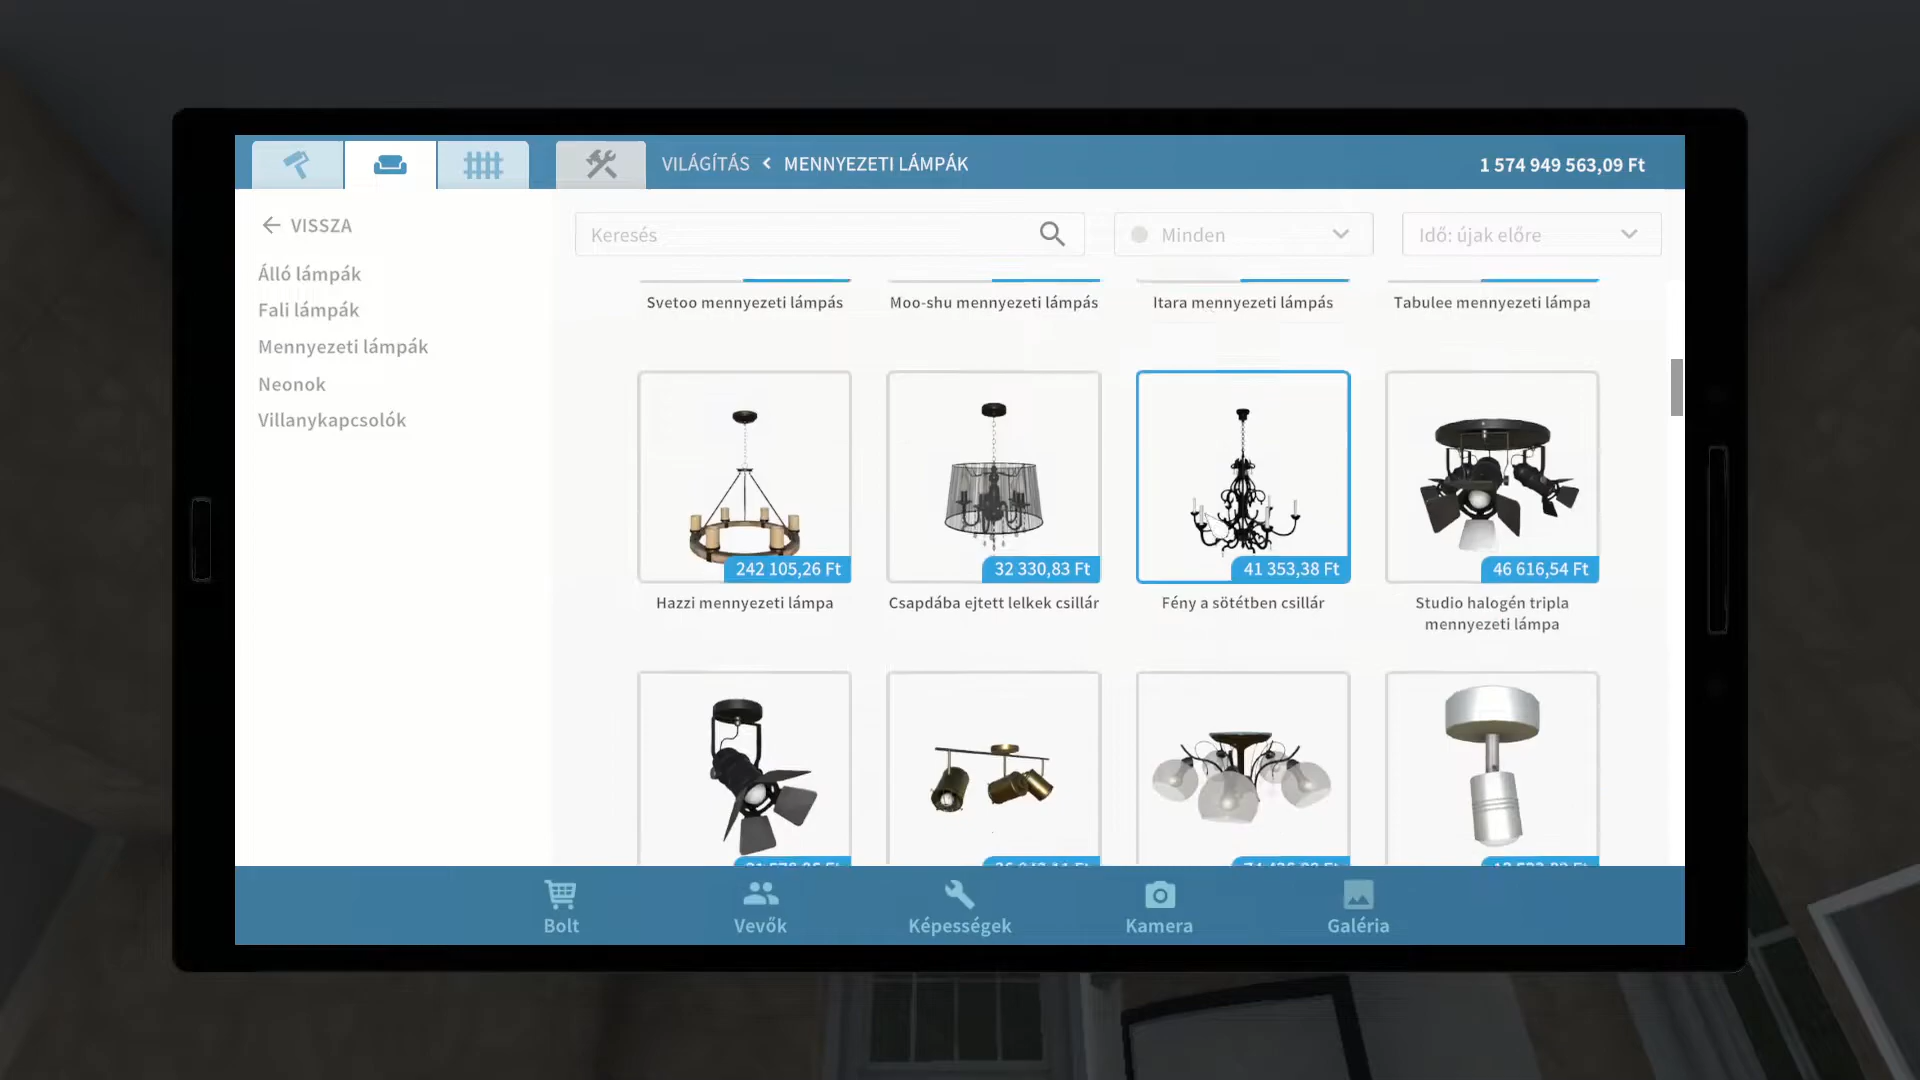 VILÁGÍTÁS < MENNYEZETI LÁMPÁK
1 574 949 563,09 Ft
VISSZA
Álló lámpák
Fali lámpák
Mennyezeti lámpák
Neonok
Villanykapcsolók
Keresés
Minden
Idő: újak előre
Svetoo mennyezeti lámpás
Moo-shu mennyezeti lámpás
Itara mennyezeti lámpás
Tabulee mennyezeti lámpa
242 105,26 Ft
32 330,83 Ft
41 353,38 Ft
46 616,54 Ft
Hazzi mennyezeti lámpa
Csapdába ejtett lelkek csillár
Fény a sötétben csillár
Studio halogén tripla
mennyezeti lámpa
Bolt
Vevők
Képességek
Kamera
Galéria